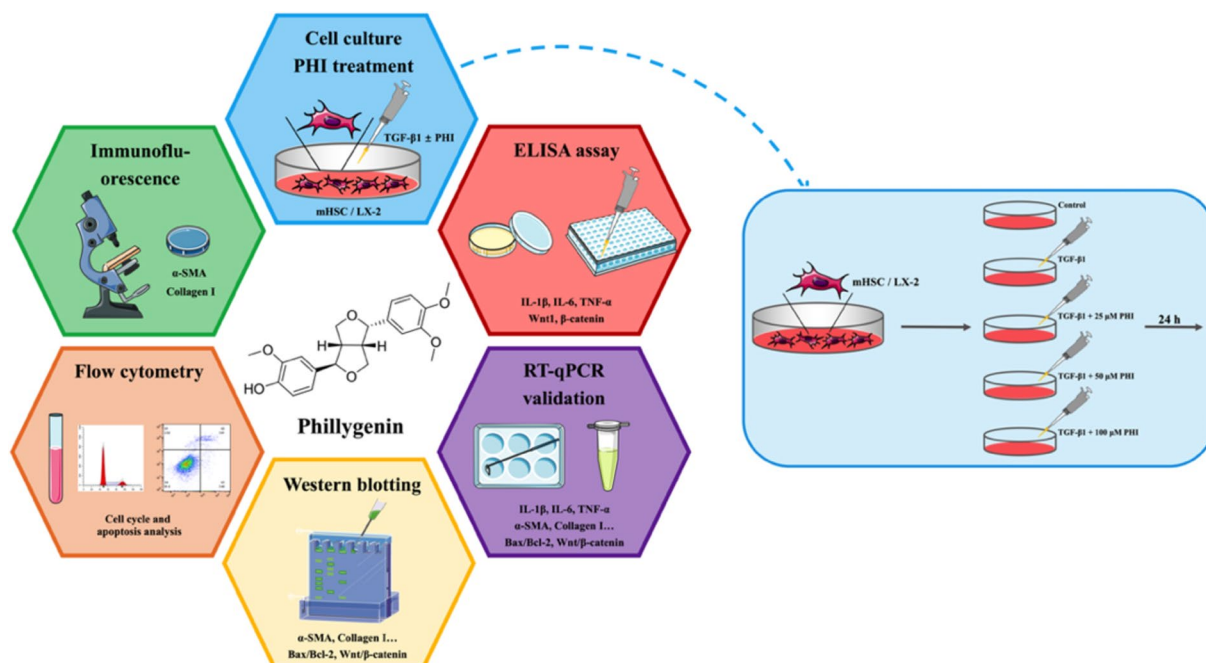 Cell culture
PHI treatment
TGF-β1 ± PHI
mHSC / LX-2
Immunoflu-
orescence
α-SMA
Collagen I
ELISA assay
IL-1β, IL-6, TNF-α
Wnt1, β-catenin
Flow cytometry
Cell cycle and
apoptosis analysis
O
O
O
H
H
O
O
O
HO
Phillygenin
RT-qPCR
validation
IL-1β, IL-6, TNF-α
α-SMA, Collagen I...
Bax/Bcl-2, Wnt/β-catenin
Western blotting
α-SMA, Collagen I...
Bax/Bcl-2, Wnt/β-catenin
mHSC / LX-2
Control
TGF-β1
TGF-β1 + 25 μM PHI
TGF-β1 + 50 μM PHI
TGF-β1 + 100 μM PHI
24 h